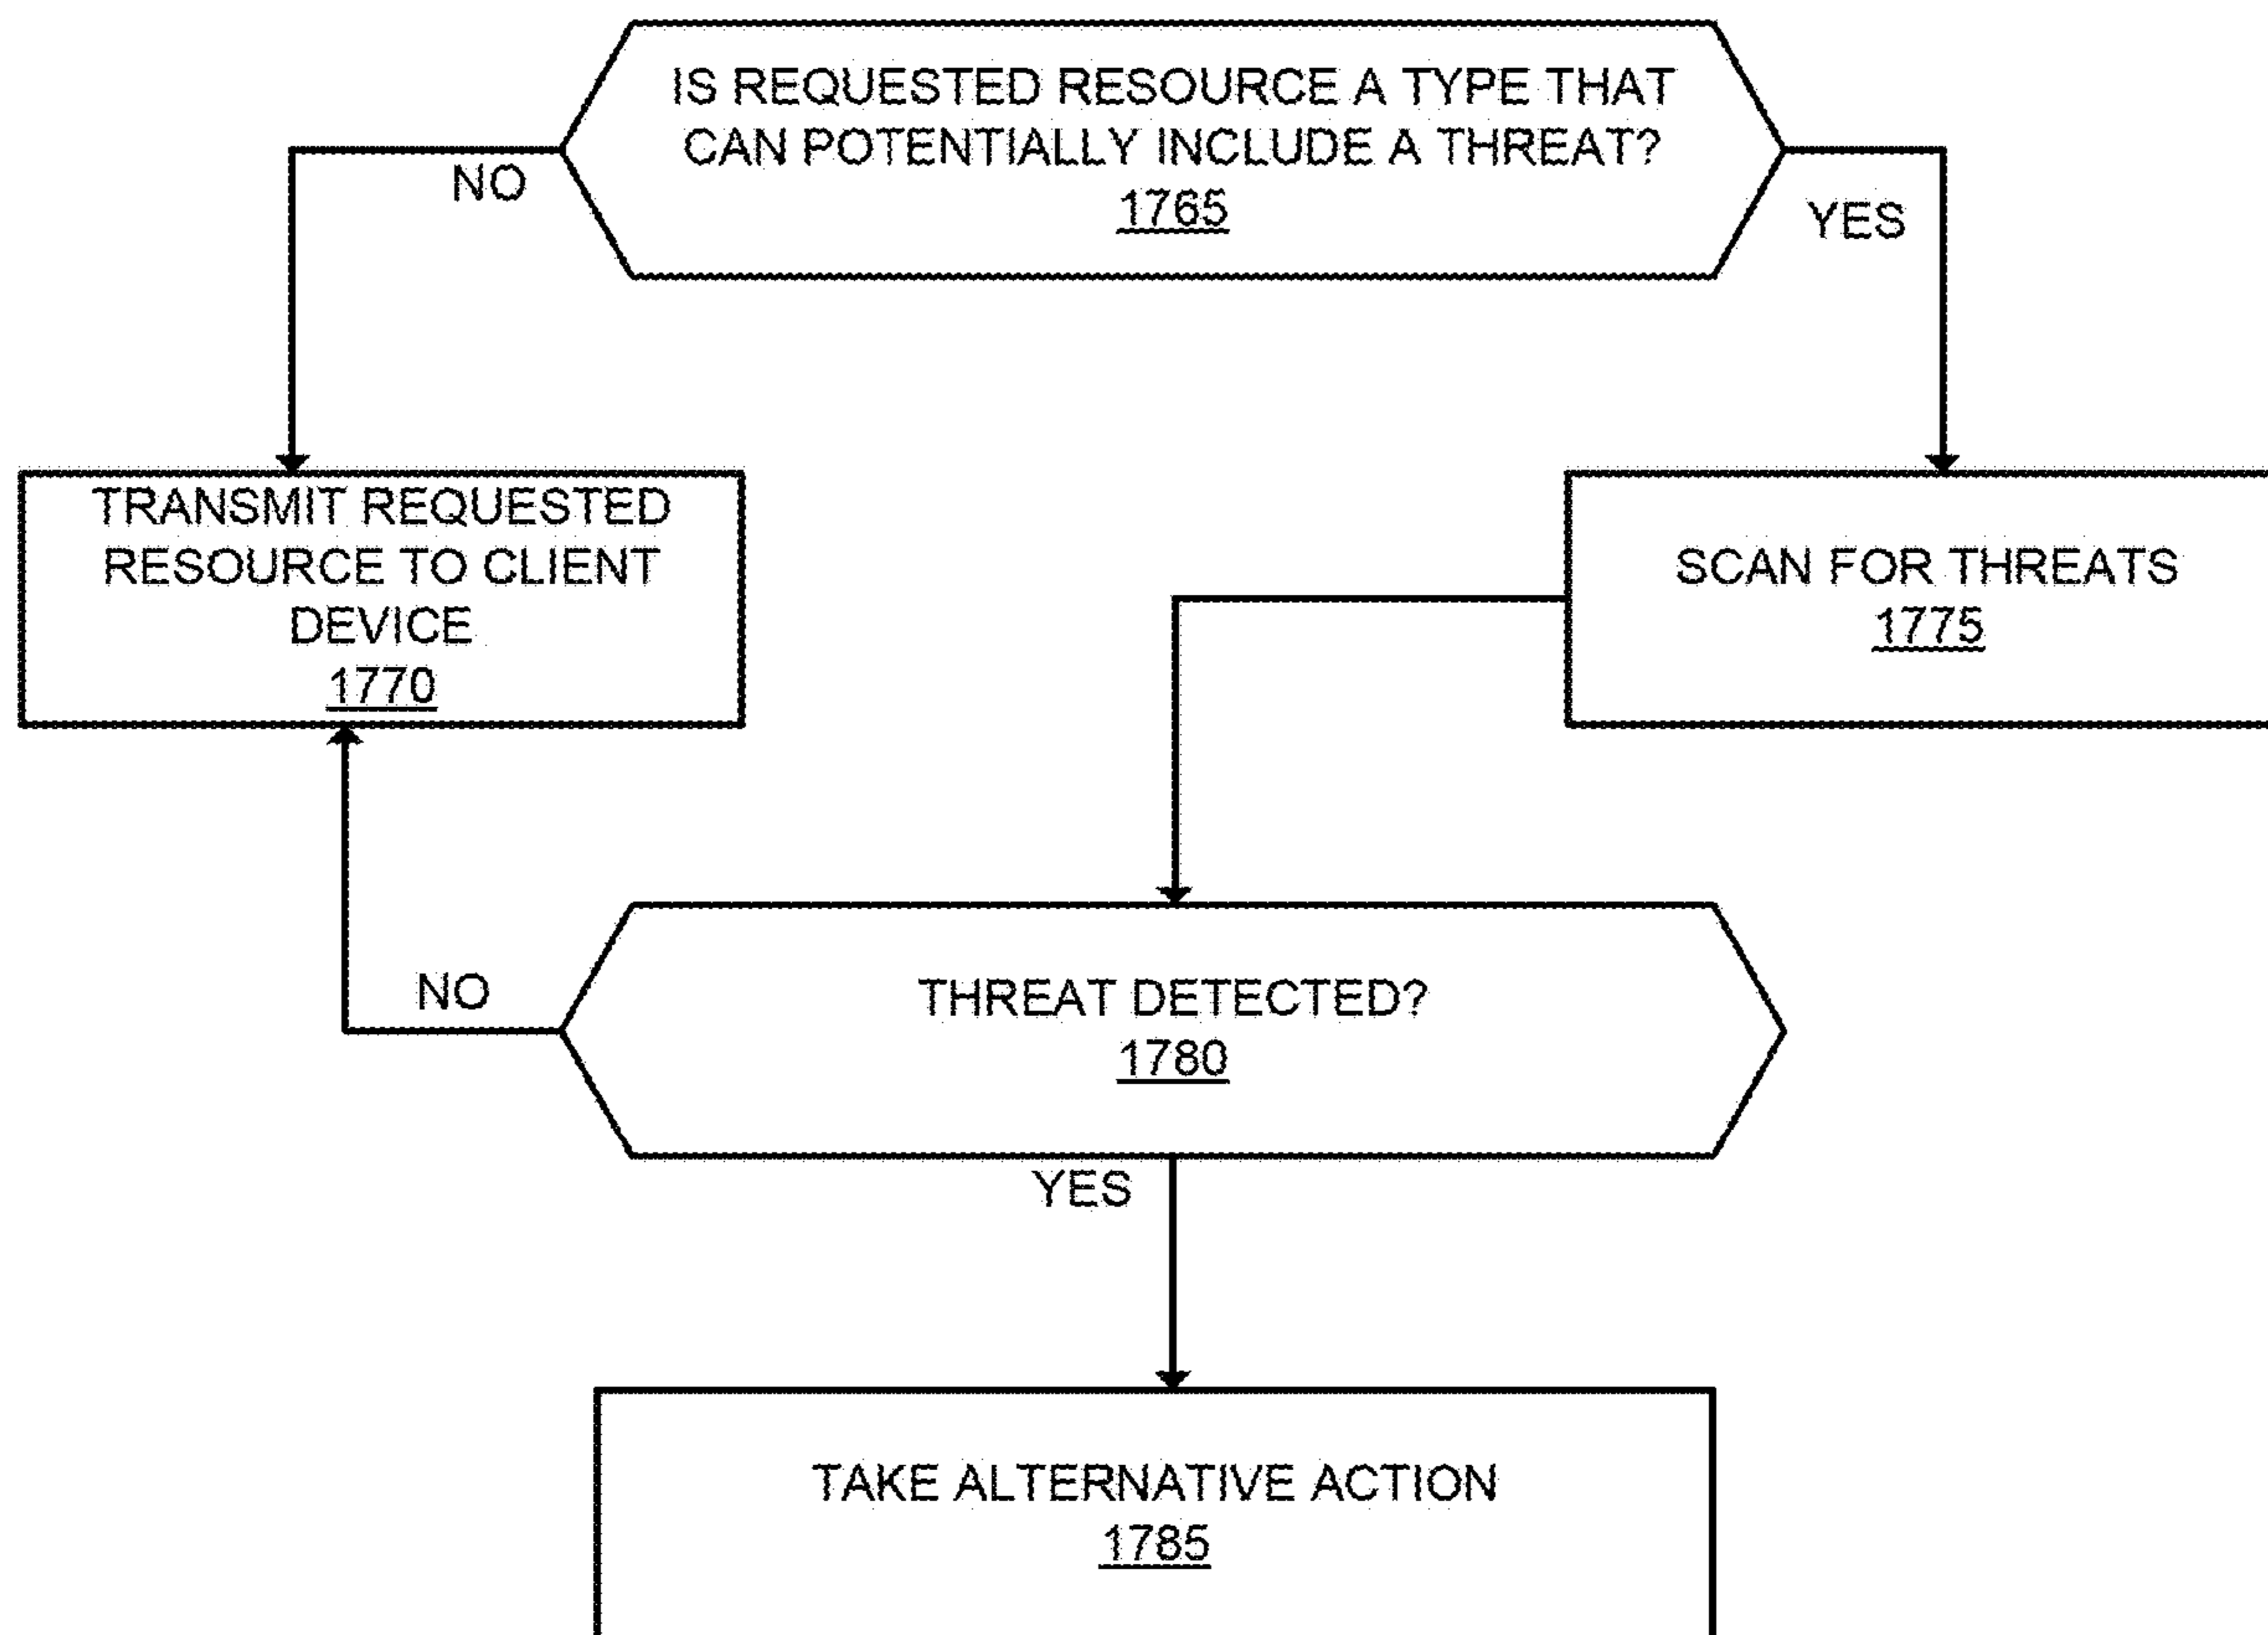 IS REQUESTED RESOURCE A TYPE THAT
CAN POTENTIALLY INCLUDE A THREAT?
1765
NO
YES
TRANSMIT REQUESTED
RESOURCE TO CLIENT
DEVICE
1770
SCAN FOR THREATS
1775
NO
THREAT DETECTED?
1780
YES
TAKE ALTERNATIVE ACTION
1785